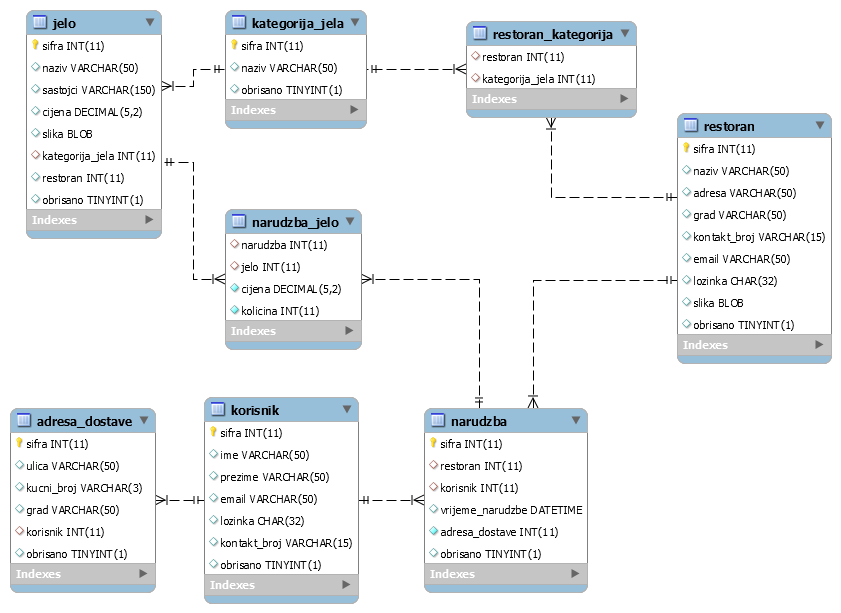 jelo
sifra INT(11)
naziv VARCHAR(50)
sastojci VARCHAR(150)
cijena DECIMAL(5,2)
slika BLOB
kategorija_jela INT(11)
restoran INT(11)
obrisano TINYINT(1)
Indexes
kategorija_jela
sifra INT(11)
naziv VARCHAR(50)
obrisano TINYINT(1)
Indexes
restoran_kategorija
restoran INT(11)
kategorija_jela INT(11)
Indexes
restoran
sifra INT(11)
naziv VARCHAR(50)
adresa VARCHAR(50)
grad VARCHAR(50)
kontakt_broj VARCHAR(15)
email VARCHAR(50)
lozinka CHAR(32)
slika BLOB
obrisano TINYINT(1)
Indexes
narudzba_jelo
narudzba INT(11)
jelo INT(11)
cijena DECIMAL(5,2)
kolicina INT(11)
Indexes
adresa_dostave
sifra INT(11)
ulica VARCHAR(50)
kucni_broj VARCHAR(3)
grad VARCHAR(50)
korisnik INT(11)
obrisano TINYINT(1)
Indexes
korisnik
sifra INT(11)
ime VARCHAR(50)
prezime VARCHAR(50)
email VARCHAR(50)
lozinka CHAR(32)
kontakt_broj VARCHAR(15)
obrisano TINYINT(1)
Indexes
narudzba
sifra INT(11)
restoran INT(11)
korisnik INT(11)
vrijeme_narudzbe DATETIME
adresa_dostave INT(11)
obrisano TINYINT(1)
Indexes